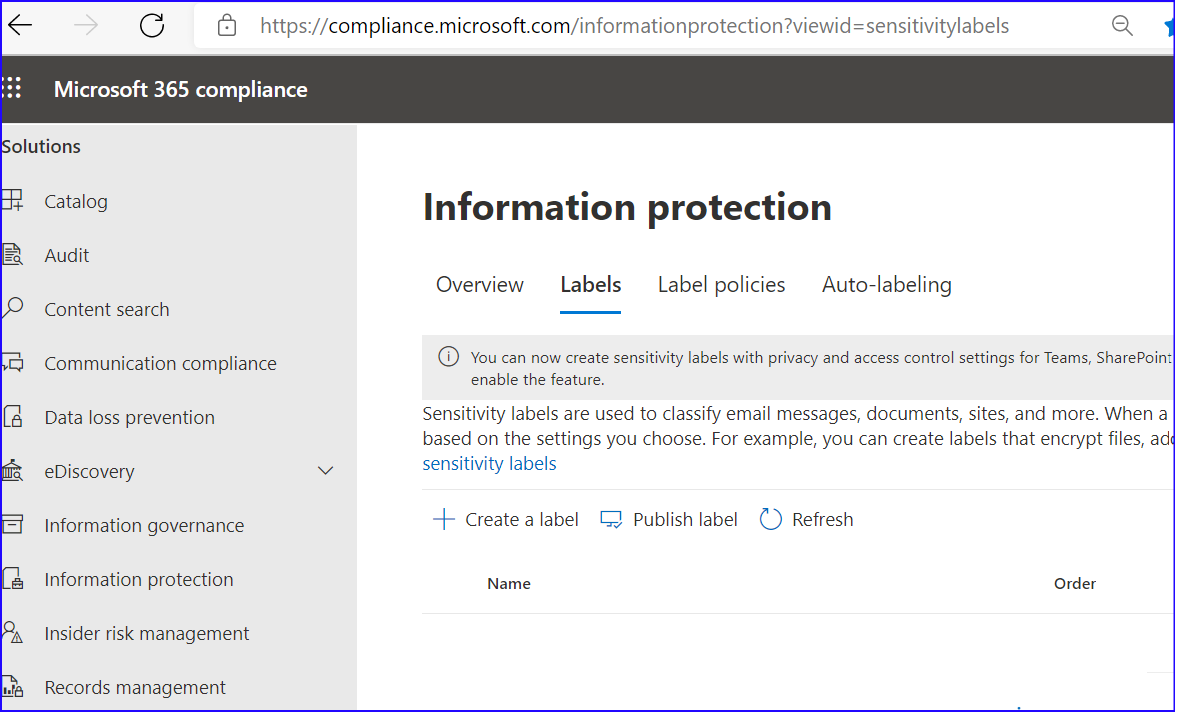 https://compliance.microsoft.com/informationprotection?viewid=sensitivitylabels
Microsoft 365 compliance
Solutions
Catalog
Audit
Content search
Communication compliance
Data loss prevention
eDiscovery
Information governance
Information protection
Insider risk management
Records management
Information protection
Overview Labels Label policies Auto-labeling
You can now create sensitivity labels with privacy and access control settings for Teams, SharePoint
enable the feature.
Sensitivity labels are used to classify email messages, documents, sites, and more. When a
based on the settings you choose. For example, you can create labels that encrypt files, add
sensitivity labels
Create a label Publish label Refresh
Name Order